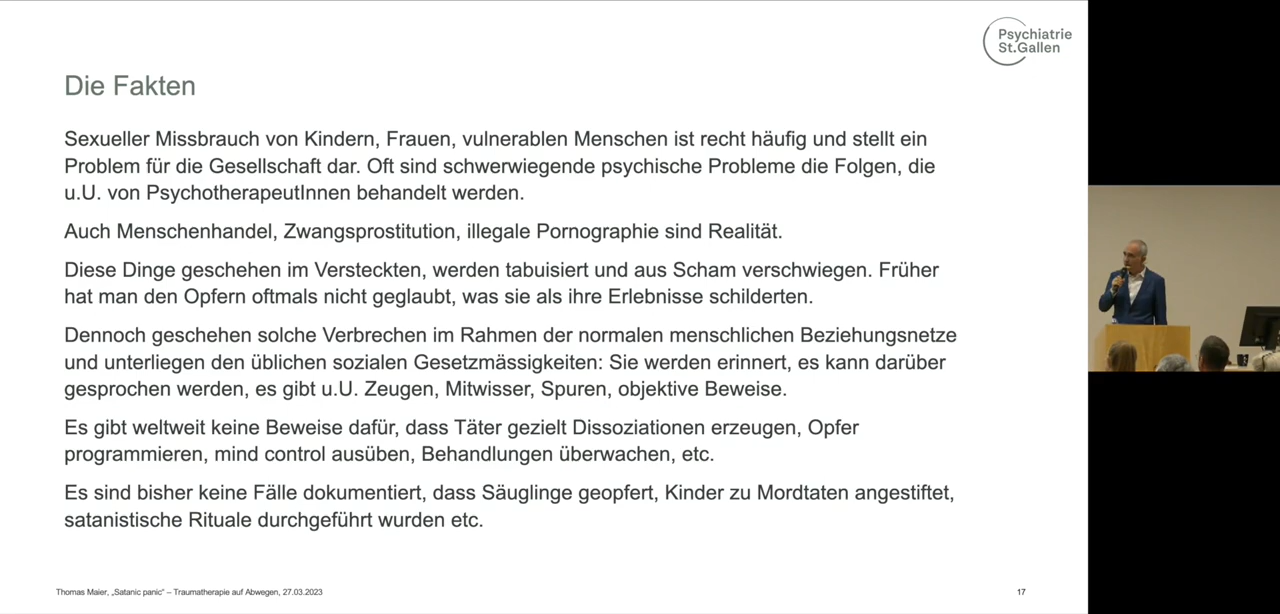 Psychiatrie
St.Gallen
Die Fakten
Sexueller Missbrauch von Kindern, Frauen, vulnerablen Menschen ist recht häufig und stellt ein
Problem für die Gesellschaft dar. Oft sind schwerwiegende psychische Probleme die Folgen, die
u.U. von PsychotherapeutInnen behandelt werden.
Auch Menschenhandel, Zwangsprostitution, illegale Pornographie sind Realität.
Diese Dinge geschehen im Versteckten, werden tabuisiert und aus Scham verschwiegen. Früher
hat man den Opfern oftmals nicht geglaubt, was sie als ihre Erlebnisse schilderten.
Dennoch geschehen solche Verbrechen im Rahmen der normalen menschlichen Beziehungsnetze
und unterliegen den üblichen sozialen Gesetzmässigkeiten: Sie werden erinnert, es kann darüber
gesprochen werden, es gibt u.U. Zeugen, Mitwisser, Spuren, objektive Beweise.
Es gibt weltweit keine Beweise dafür, dass Täter gezielt Dissoziationen erzeugen, Opfer
programmieren, mind control ausüben, Behandlungen überwachen, etc.
Es sind bisher keine Fälle dokumentiert, dass Säuglinge geopfert, Kinder zu Mordtaten angestiftet,
satanistische Rituale durchgeführt wurden etc.
Thomas Maier, „Satanic panic“ – Traumatherapie auf Abwegen, 27.03.2023
17